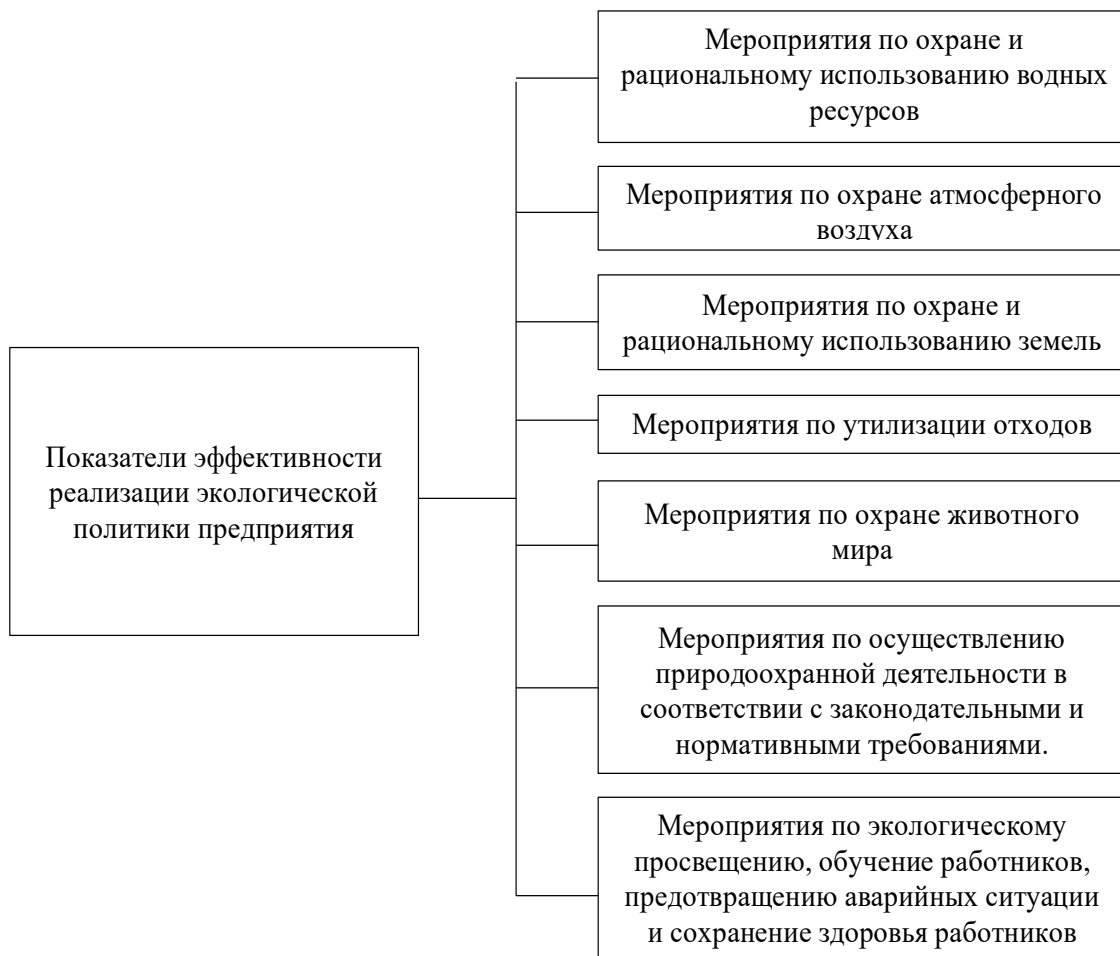 Мероприятия по охране и
рациональному использованию водных
ресурсов
Мероприятия по охране атмосферного
воздуха
Мероприятия по охране и
рациональному использованию земель
Мероприятия по утилизации отходов
Показатели эффективности
реализации экологической
политики предприятия
Мероприятия по охране животного
мира
Мероприятия по осуществлению
природоохранной деятельности в
соответствии с законодательными и
нормативными требованиями.
Мероприятия по экологическому
просвещению, обучение работников,
предотвращению аварийных ситуации
и сохранение здоровья работников